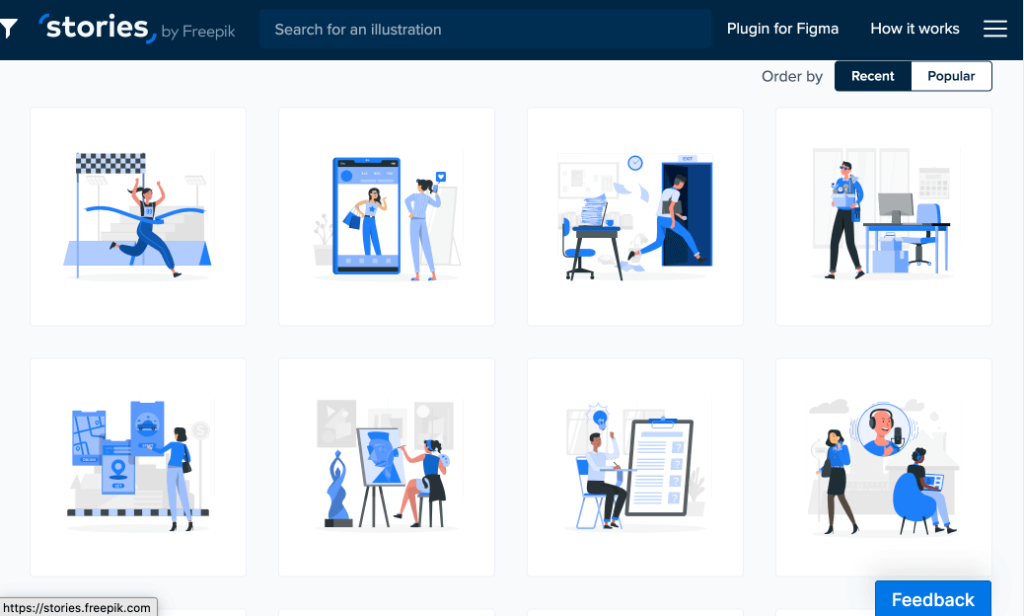 stories by Freepik
Search for an illustration
Plugin for Figma
How it works
Order by
Recent
Popular
EXIT
https://stories.freepik.com
Feedback